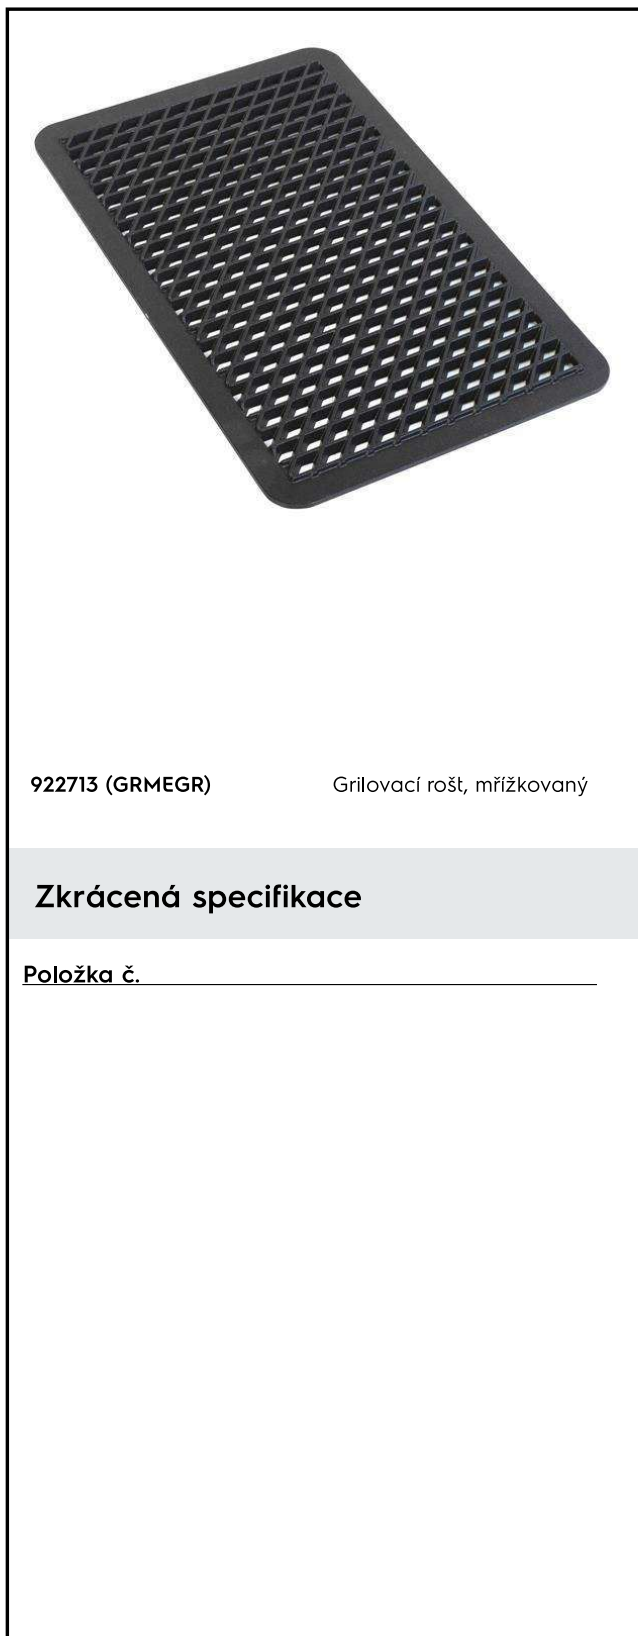 922713 (GRMEGR) Grilovací rošt, mřížkovaný
Zkrácená specifikace
Položka č.